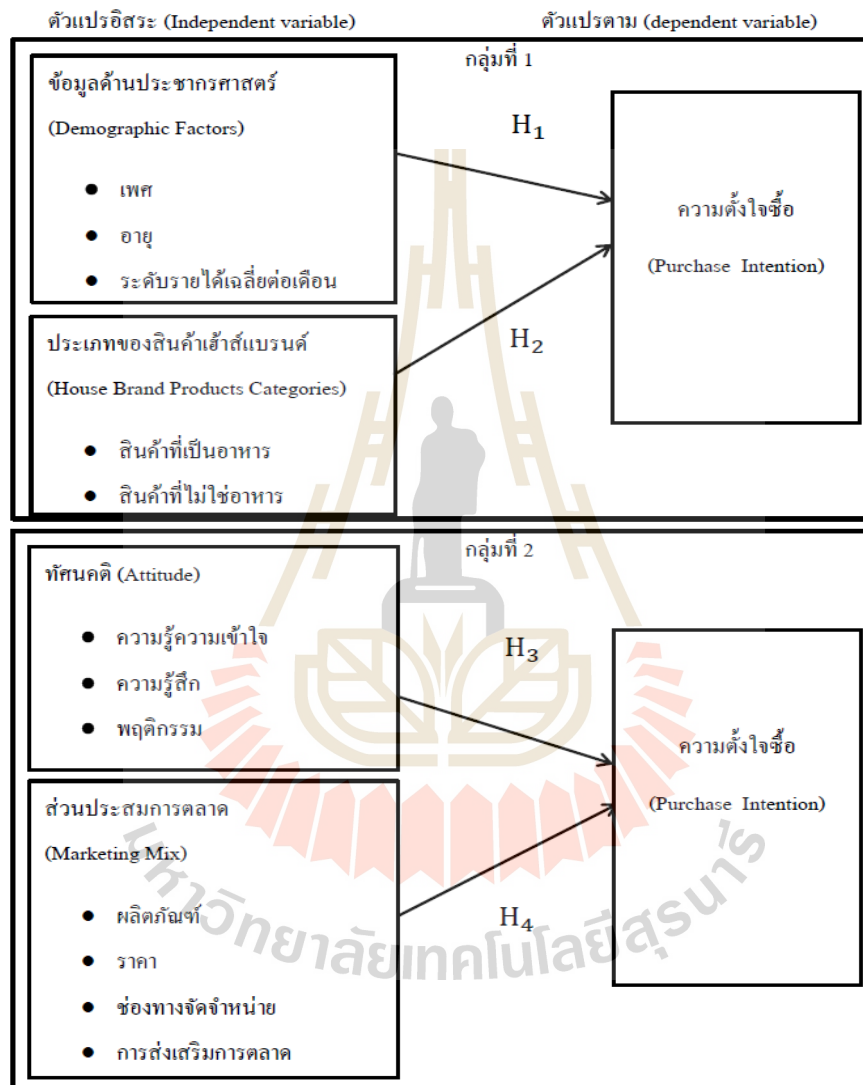 ตัวแปรอิสระ (Independent variable)
ตัวแปรตาม (dependent variable)
กลุ่มที่ 1
ข้อมูลด้านประชากรศาสตร์
(Demographic Factors)
● เพศ
● อายุ
● ระดับรายได้เฉลี่ยต่อเดือน
H₁
ประเภทของสินค้าเฮ้าส์แบรนด์
(House Brand Products Categories)
● สินค้าที่เป็นอาหาร
● สินค้าที่ไม่ใช่อาหาร
H₂
ความตั้งใจซื้อ
(Purchase Intention)
กลุ่มที่ 2
ทัศนคติ (Attitude)
● ความรู้ความเข้าใจ
● ความรู้สึก
● พฤติกรรม
H₃
ส่วนประสมการตลาด
(Marketing Mix)
● ผลิตภัณฑ์
● ราคา
● ช่องทางจัดจำหน่าย
● การส่งเสริมการตลาด
H₄
ความตั้งใจซื้อ
(Purchase Intention)
มหาวิทยาลัยเทคโนโลยีสุรนารี